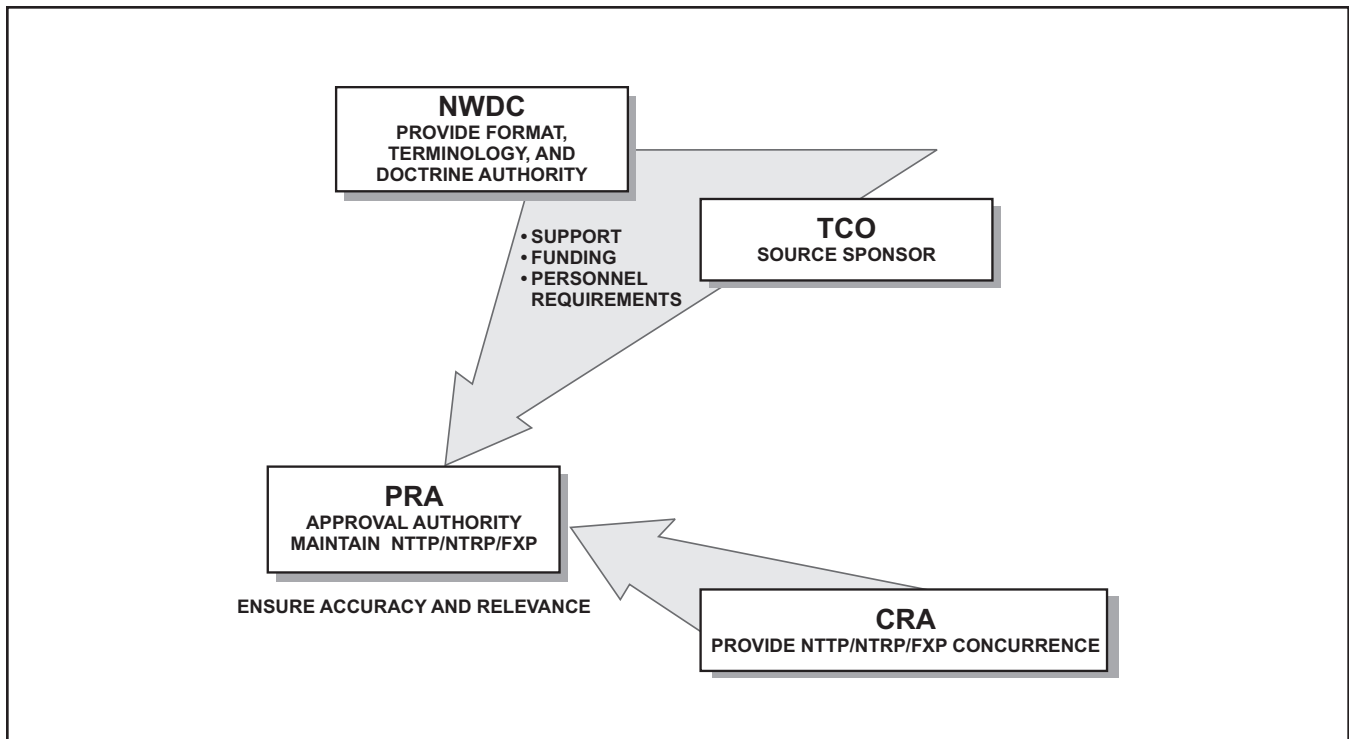 NWDC
PROVIDE FORMAT,
TERMINOLOGY, AND
DOCTRINE AUTHORITY
TCO
SOURCE SPONSOR
• SUPPORT
• FUNDING
• PERSONNEL
REQUIREMENTS
PRA
APPROVAL AUTHORITY
MAINTAIN NTTP/NTRP/FXP
ENSURE ACCURACY AND RELEVANCE
CRA
PROVIDE NTTP/NTRP/FXP CONCURRENCE